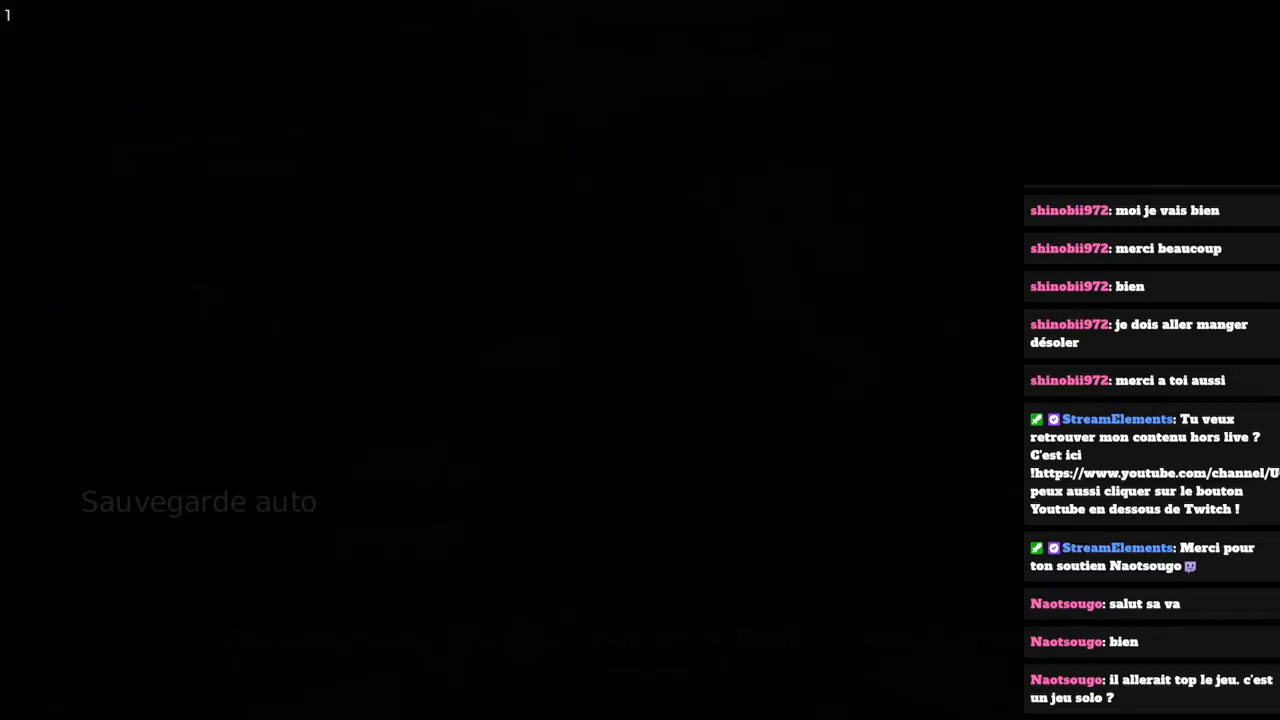 1
shinobii972: moi je vais bien
shinobii972: merci beaucoup
shinobii972: bien
shinobii972: je dois aller manger
désoler
shinobii972: merci a toi aussi
StreamElements: Tu veux
retrouver mon contenu hors live ?
C'est ici
!https://www.youtube.com/channel/U
peux aussi cliquer sur le bouton
Youtube en dessous de Twitch !
Sauvegarde auto
StreamElements: Merci pour
ton soutien Naotsougo
Naotsougo: salut sa va
Naotsougo: bien
Naotsougo: il allerait top le jeu. c'est
un jeu solo ?